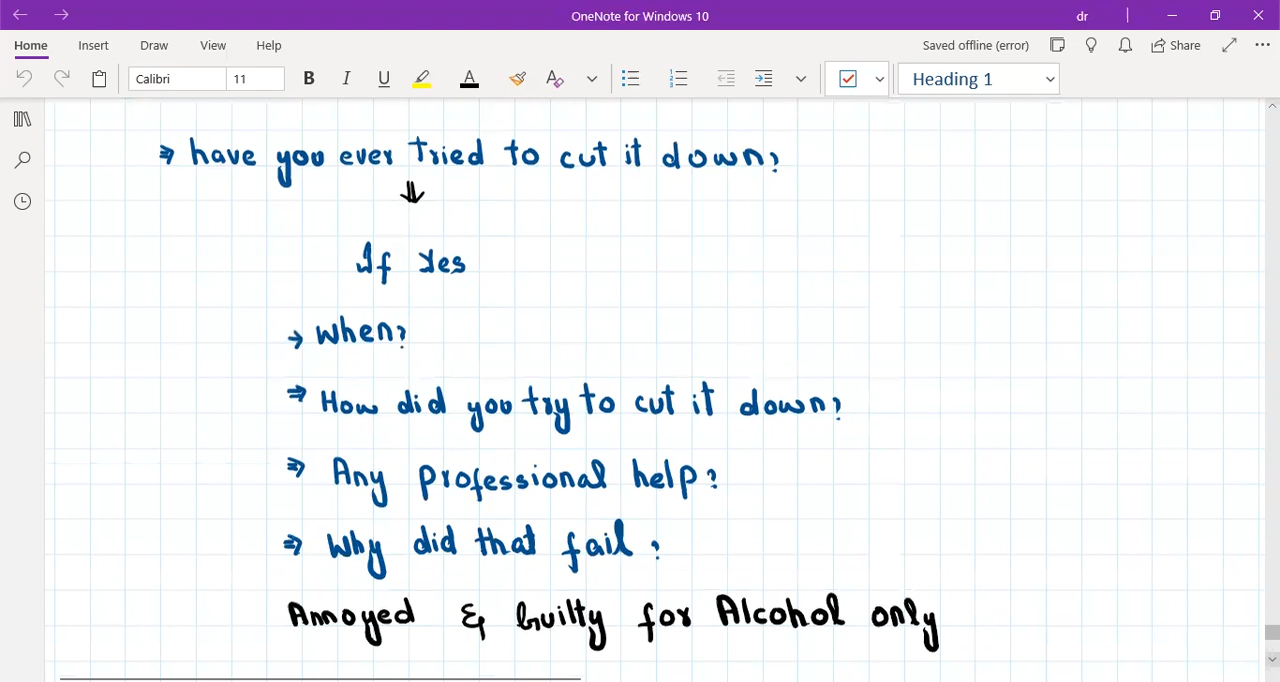 OneNote for Windows 10
dr
Home Insert Draw View Help
Saved offline (error) Share
Calibri 11 B I U A A Heading 1
⇒ have you ever tried to cut it down?
⇓
If Yes
→ When?
⇒ How did you try to cut it down?
⇒ Any professional help?
⇒ Why did that fail?
Annoyed & Guilty for Alcohol only